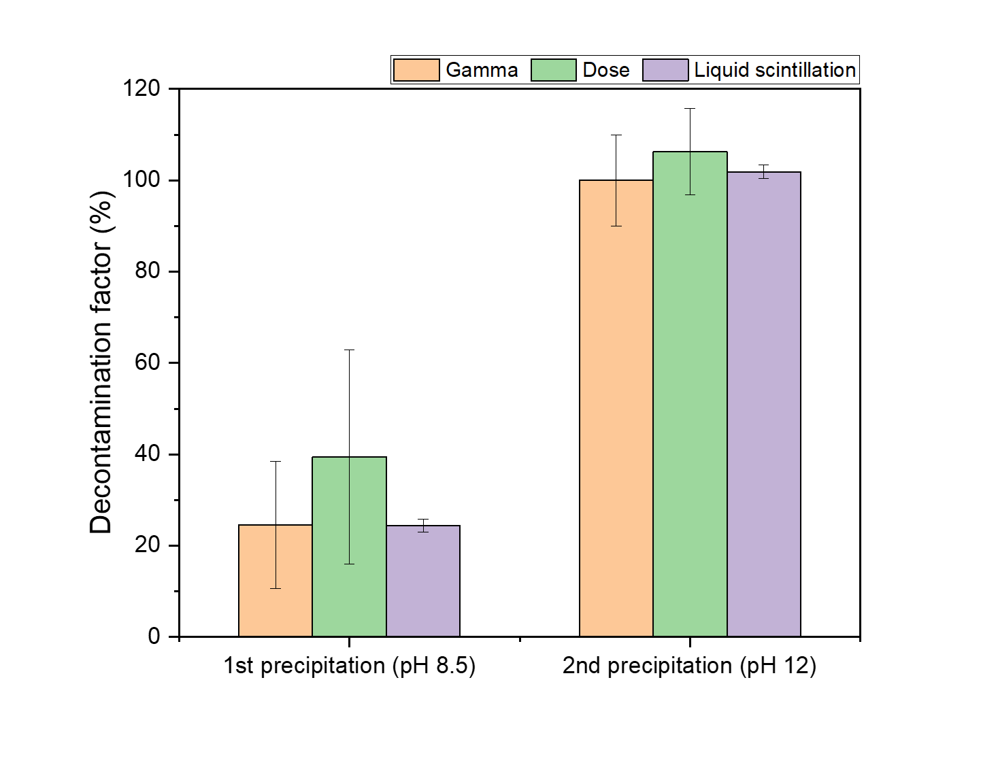 Gamma Dose Liquid scintillation
120
100
80
60
40
20
0
Decontamination factor (%)
1st precipitation (pH 8.5) 2nd precipitation (pH 12)